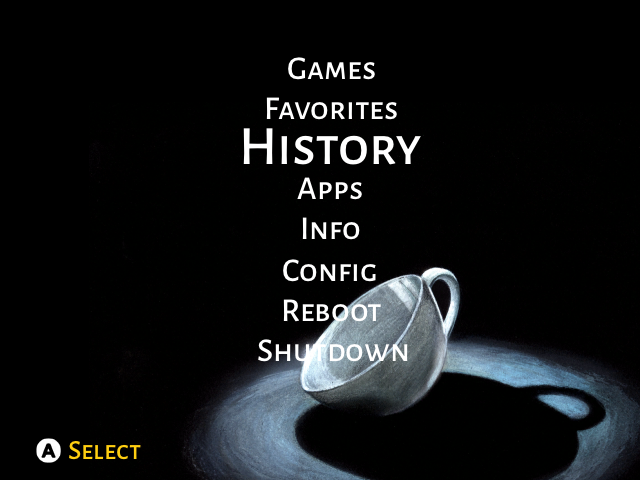 Games
Favorites
History
Apps
Info
Config
Reboot
Shutdown
A Select